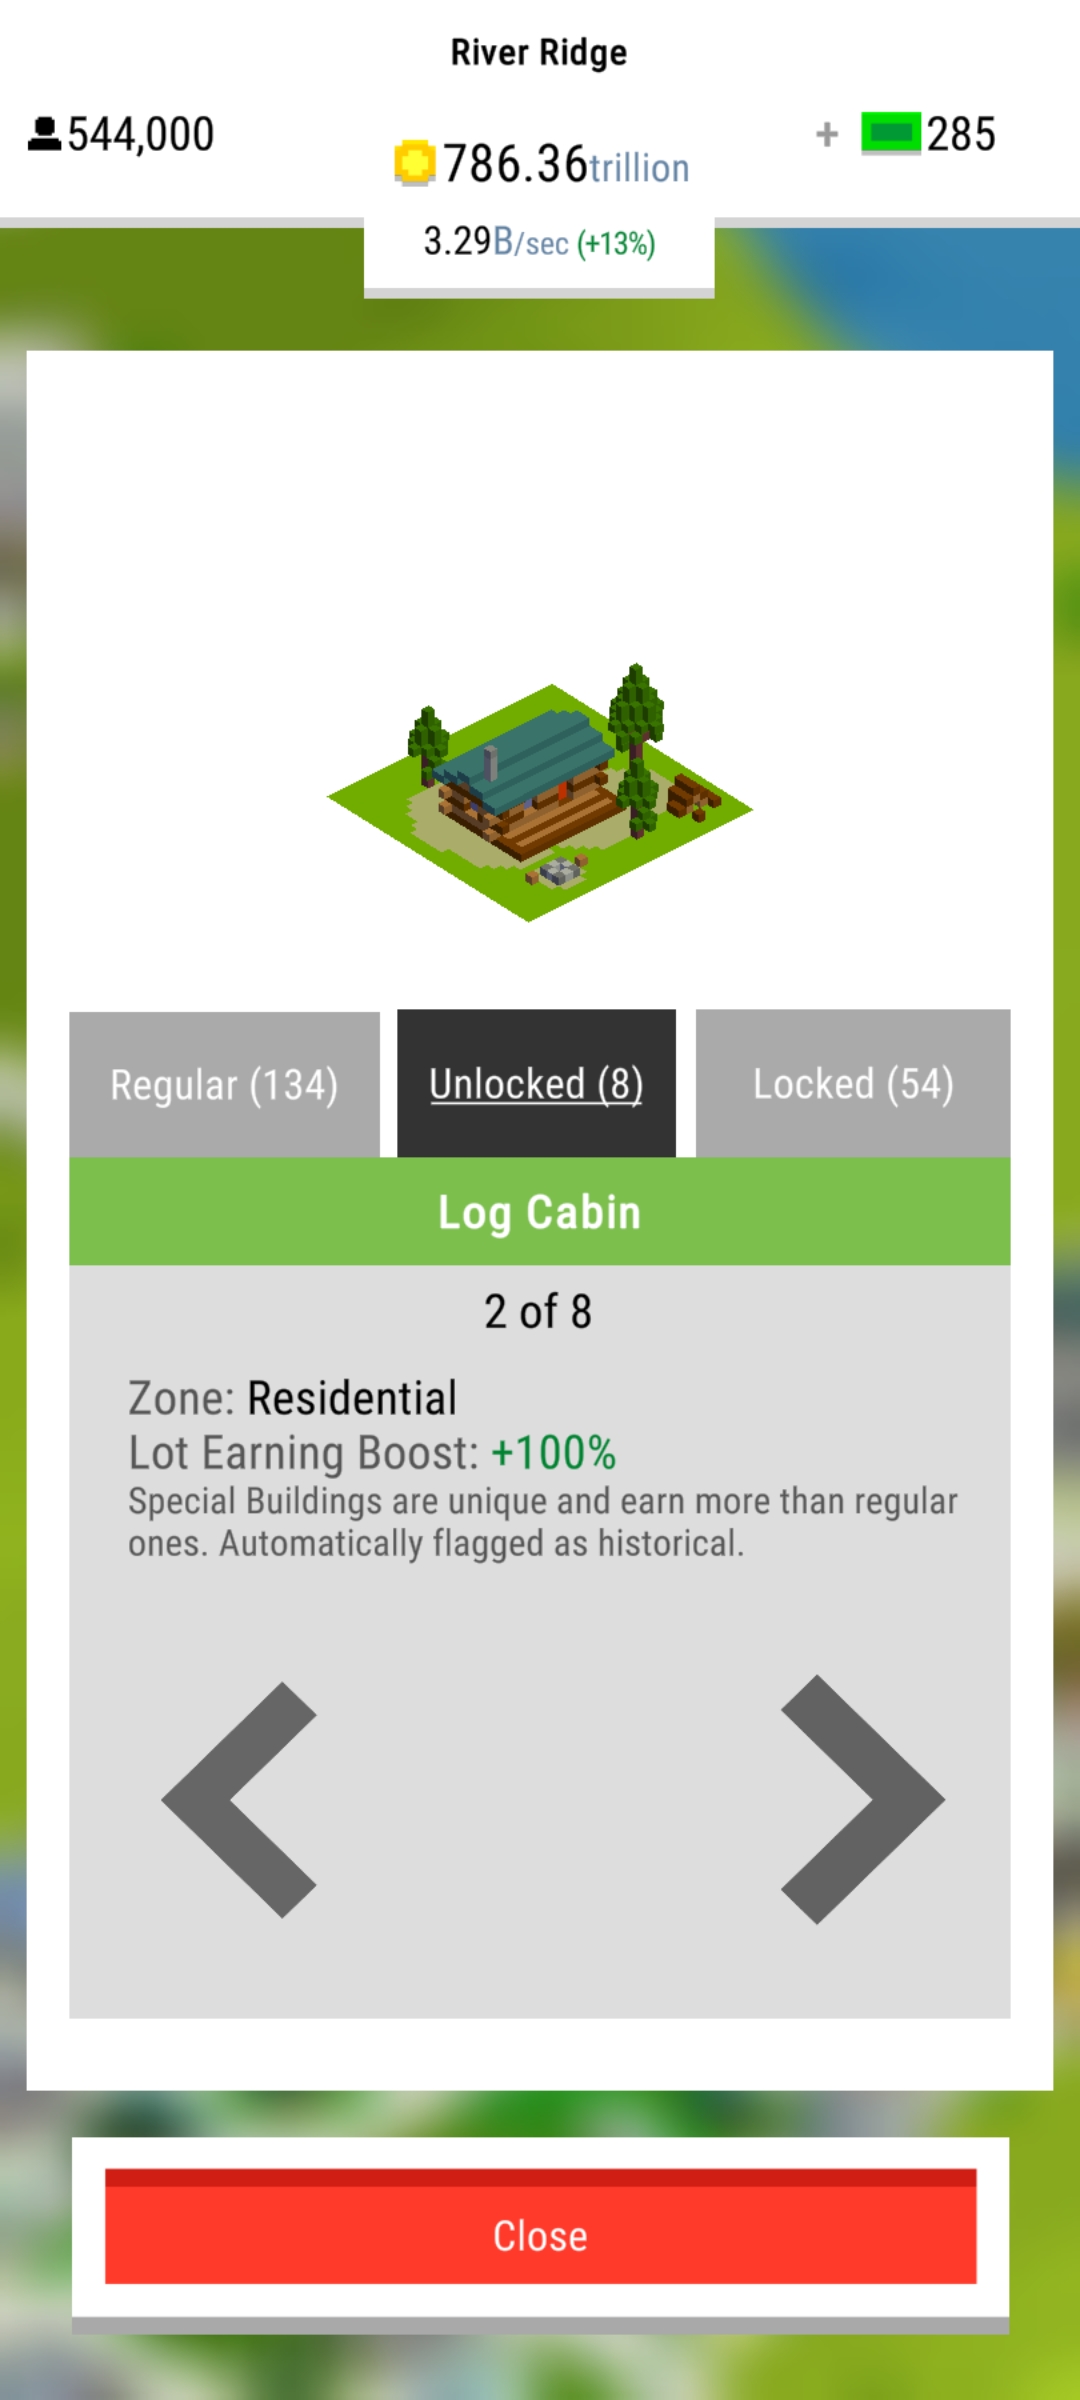 River Ridge
544,000
786.36trillion
+ 285
3.29B/sec (+13%)
Regular (134)
Unlocked (8)
Locked (54)
Log Cabin
2 of 8
Zone: Residential
Lot Earning Boost: +100%
Special Buildings are unique and earn more than regular
ones. Automatically flagged as historical.
Close